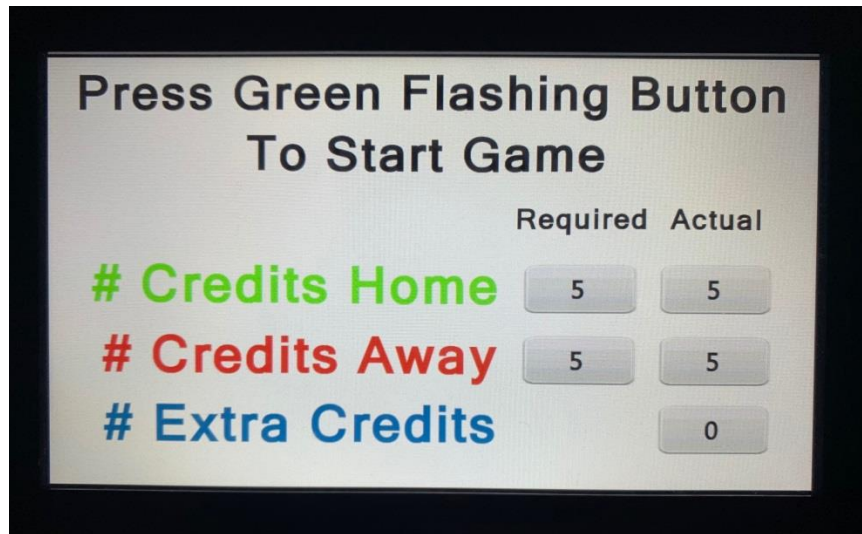 Press Green Flashing Button
To Start Game
Required Actual
# Credits Home 5 5
# Credits Away 5 5
# Extra Credits 0